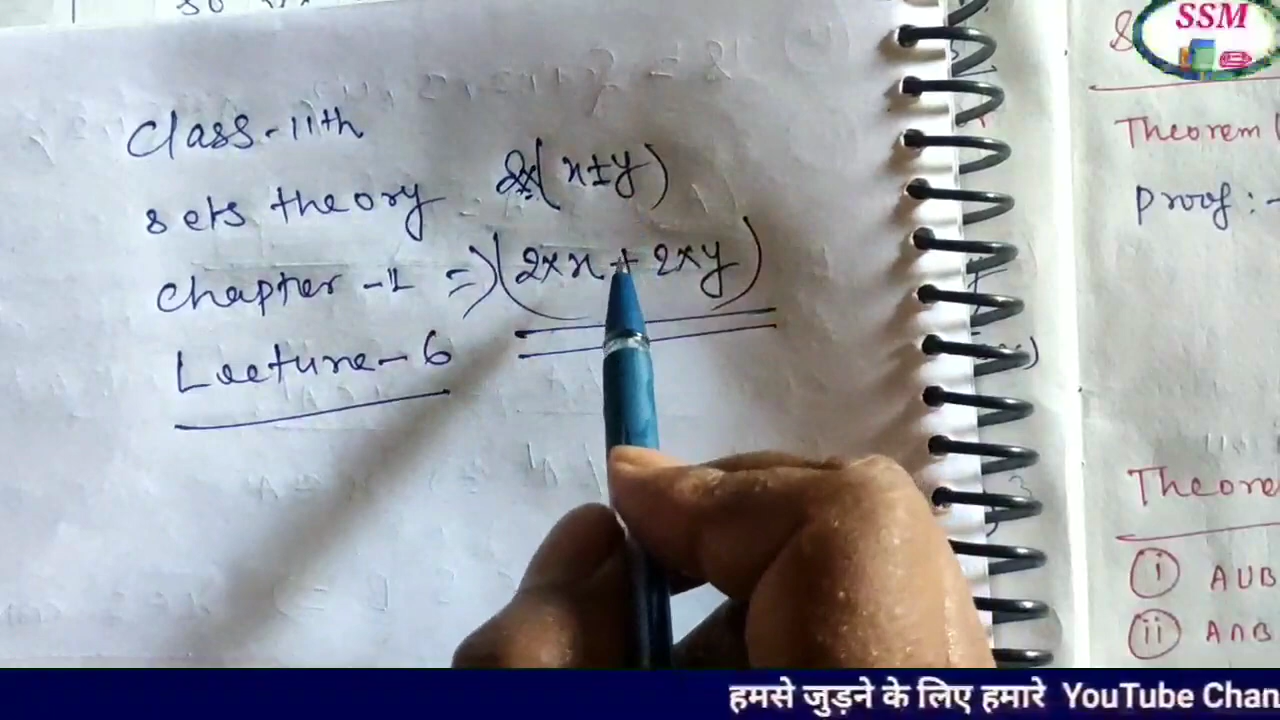 Class-11th
sets theory 2x(x±y)
Chapter -1 =) (2xx + 2xy)
Lecture-6
SSM
Theorem
Proof:-
Theore
(i) AUB
(ii) A∩B
हमसे जुड़ने के लिए हमारे YouTube Chan